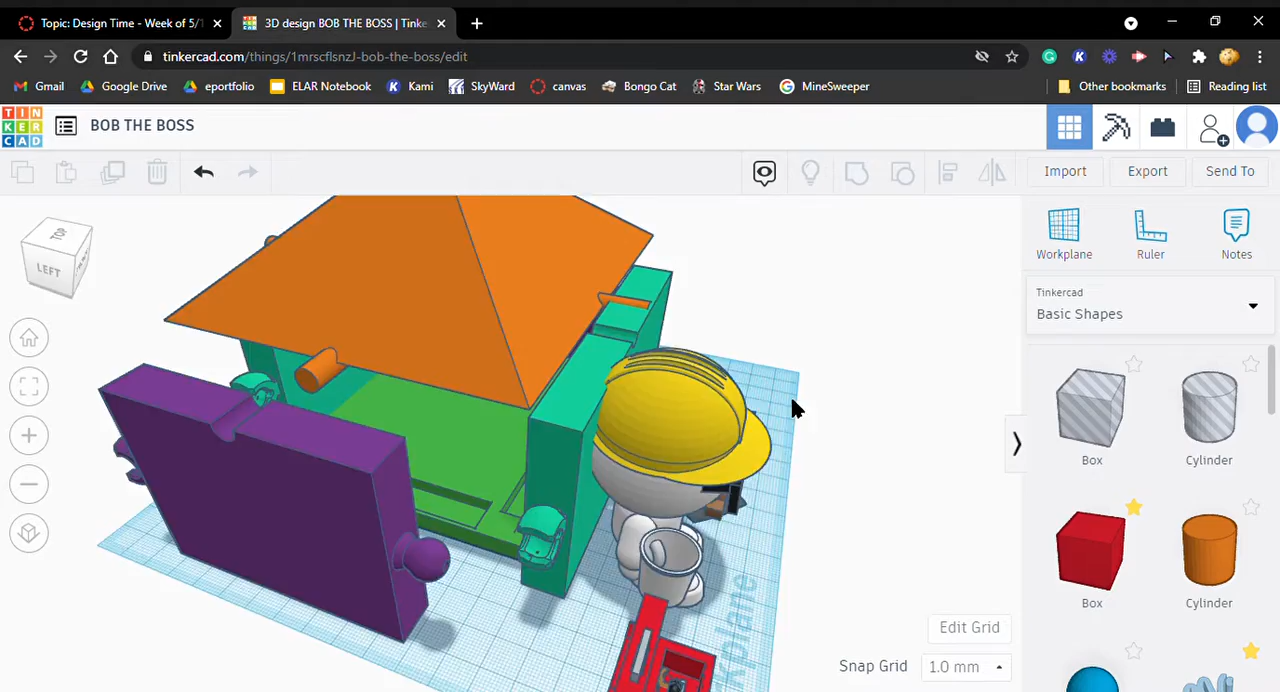 Topic: Design Time - Week of 5/
3D design BOB THE BOSS | Tinke
tinkercad.com/things/1mrscflsnzJ-bob-the-boss/edit
Gmail
Google Drive
eportfolio
ELAR Notebook
Kami
SkyWard
canvas
Bongo Cat
Star Wars
MineSweeper
Other bookmarks
Reading list
TIN
KER
CAD
BOB THE BOSS
Import
Export
Send To
TOP
LEFT
Workplane
Ruler
Notes
Tinkercad
Basic Shapes
Box
Cylinder
Box
Cylinder
kplane
Edit Grid
Snap Grid
1.0 mm